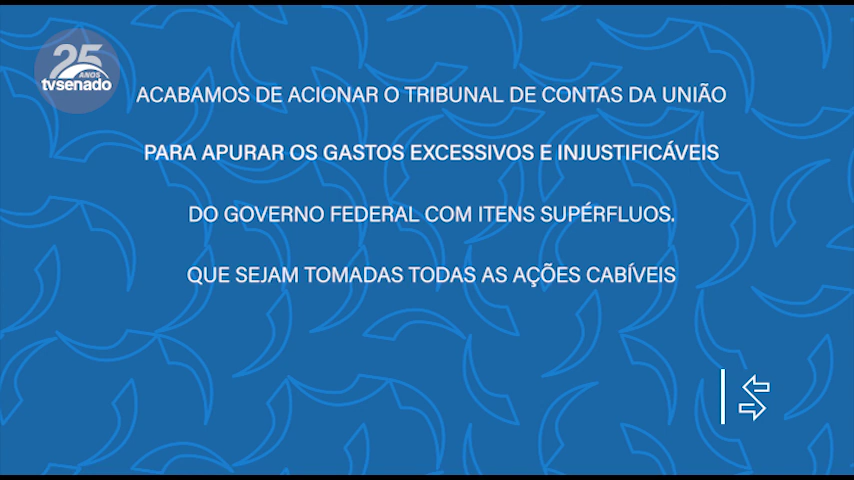 25
ANOS
tvsenado
ACABAMOS DE ACIONAR O TRIBUNAL DE CONTAS DA UNIÃO
PARA APURAR OS GASTOS EXCESSIVOS E INJUSTIFICÁVEIS
DO GOVERNO FEDERAL COM ITENS SUPÉRFLUOS.
QUE SEJAM TOMADAS TODAS AS AÇÕES CABÍVEIS